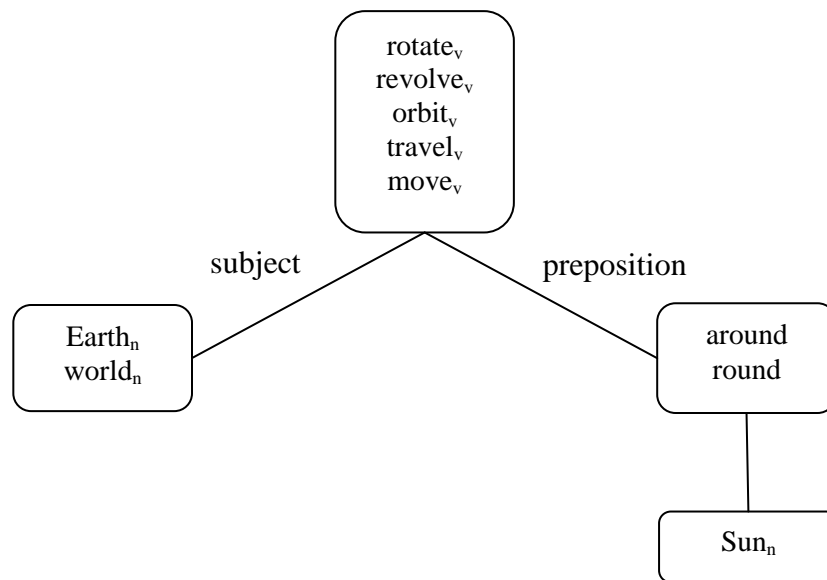 rotateᵥ
revolveᵥ
orbitᵥ
travelᵥ
moveᵥ
subject
preposition
Earthₙ
worldₙ
around
round
Sunₙ